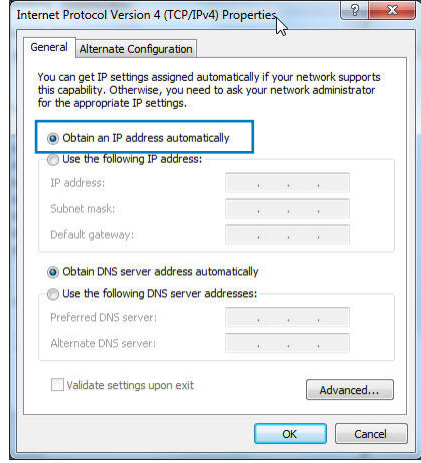 Internet Protocol Version 4 (TCP/IPv4) Properties
?
General
Alternate Configuration
You can get IP settings assigned automatically if your network supports
this capability. Otherwise, you need to ask your network administrator
for the appropriate IP settings.
Obtain an IP address automatically
Use the following IP address:
IP address:
. . .
Subnet mask:
. . .
Default gateway:
. . .
Obtain DNS server address automatically
Use the following DNS server addresses:
Preferred DNS server:
. . .
Alternate DNS server:
. . .
Validate settings upon exit
Advanced...
OK
Cancel